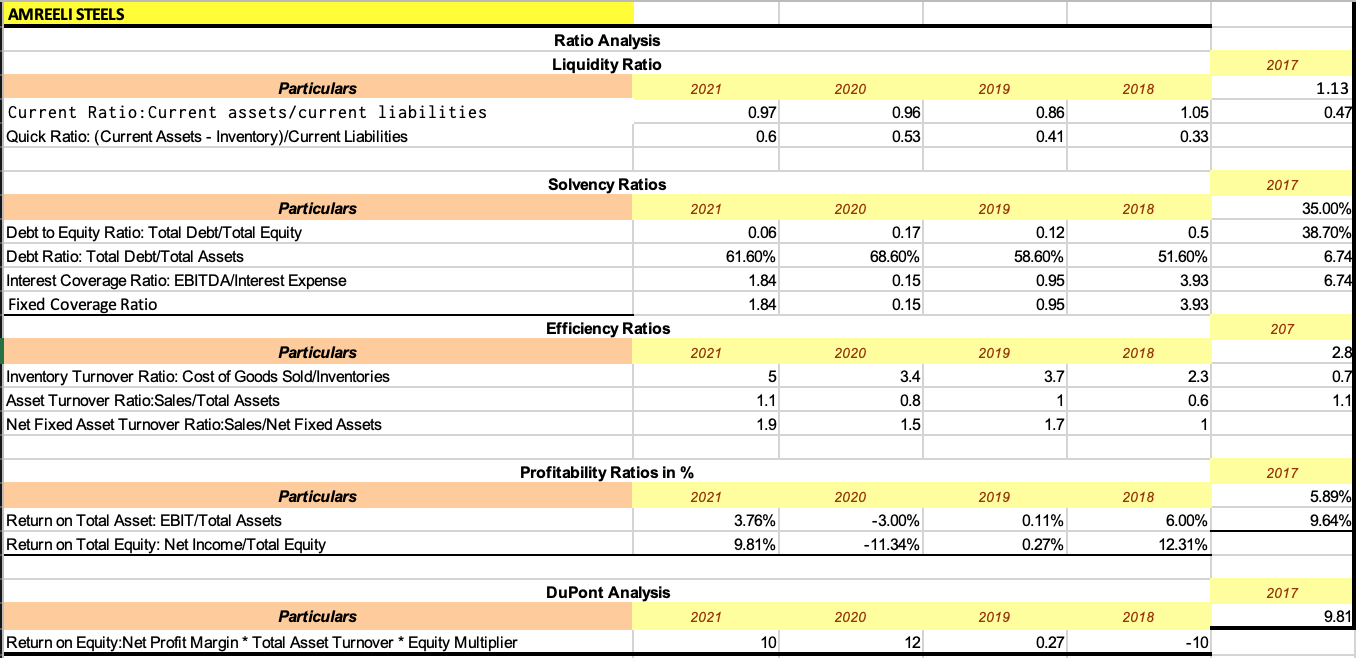 AMREELI STEELS
Ratio Analysis
Liquidity Ratio 2017
Particulars 2021 2020 2019 2018 1.13
Current Ratio:Current assets/current liabilities 0.97 0.96 0.86 1.05 0.47
Quick Ratio: (Current Assets - Inventory)/Current Liabilities 0.6 0.53 0.41 0.33
Solvency Ratios 2017
Particulars 2021 2020 2019 2018 35.00%
Debt to Equity Ratio: Total Debt/Total Equity 0.06 0.17 0.12 0.5 38.70%
Debt Ratio: Total Debt/Total Assets 61.60% 68.60% 58.60% 51.60% 6.74
Interest Coverage Ratio: EBITDA/Interest Expense 1.84 0.15 0.95 3.93 6.74
Fixed Coverage Ratio 1.84 0.15 0.95 3.93
Efficiency Ratios 207
Particulars 2021 2020 2019 2018 2.8
Inventory Turnover Ratio: Cost of Goods Sold/Inventories 5 3.4 3.7 2.3 0.7
Asset Turnover Ratio:Sales/Total Assets 1.1 0.8 1 0.6 1.1
Net Fixed Asset Turnover Ratio:Sales/Net Fixed Assets 1.9 1.5 1.7 1
Profitability Ratios in % 2017
Particulars 2021 2020 2019 2018 5.89%
Return on Total Asset: EBIT/Total Assets 3.76% -3.00% 0.11% 6.00% 9.64%
Return on Total Equity: Net Income/Total Equity 9.81% -11.34% 0.27% 12.31%
DuPont Analysis 2017
Particulars 2021 2020 2019 2018 9.81
Return on Equity:Net Profit Margin * Total Asset Turnover * Equity Multiplier 10 12 0.27 -10